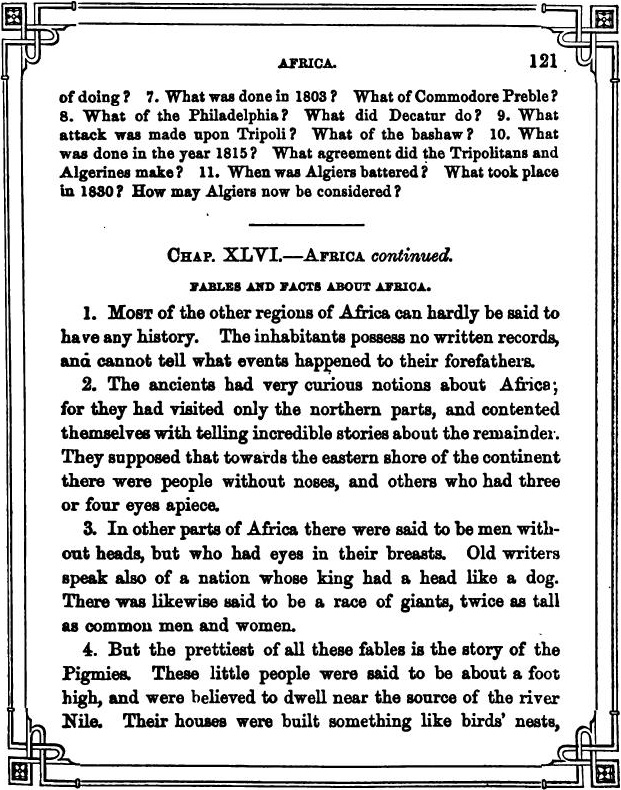 AFRICA. 121
of doing? 7. What was done in 1803? What of Commodore Preble?
8. What of the Philadelphia? What did Decatur do? 9. What
attack was made upon Tripoli? What of the bashaw? 10. What
was done in the year 1815? What agreement did the Tripolitans and
Algerines make? 11. When was Algiers battered? What took place
in 1830? How may Algiers now be considered?
CHAP. XLVI.—AFRICA continued.
FABLES AND FACTS ABOUT AFRICA.
1. MOST of the other regions of Africa can hardly be said to
have any history. The inhabitants possess no written records,
and cannot tell what events happened to their forefathers.
2. The ancients had very curious notions about Africa;
for they had visited only the northern parts, and contented
themselves with telling incredible stories about the remainder.
They supposed that towards the eastern shore of the continent
there were people without noses, and others who had three
or four eyes apiece.
3. In other parts of Africa there were said to be men with-
out heads, but who had eyes in their breasts. Old writers
speak also of a nation whose king had a head like a dog.
There was likewise said to be a race of giants, twice as tall
as common men and women.
4. But the prettiest of all these fables is the story of the
Pigmies. These little people were said to be about a foot
high, and were believed to dwell near the source of the river
Nile. Their houses were built something like birds' nests,